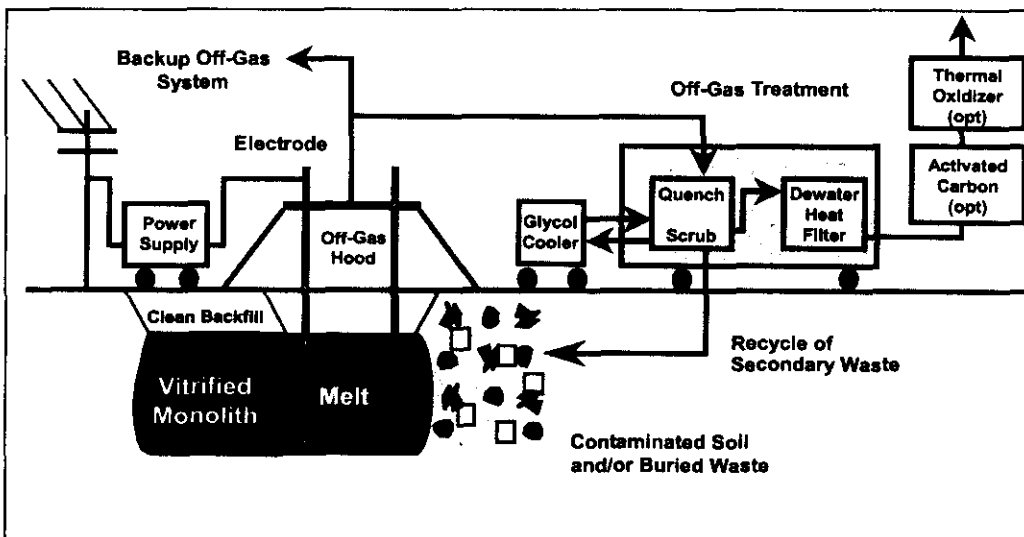 Backup Off-Gas
System
Off-Gas Treatment
Thermal
Oxidizer
(opt)
Electrode
Activated
Carbon
(opt)
Power
Supply
Off-Gas
Hood
Glycol
Cooler
Quench
Scrub
Dewater
Heat
Filter
Clean Backfill
Vitrified
Monolith
Melt
Recycle of
Secondary Waste
Contaminated Soil
and/or Buried Waste